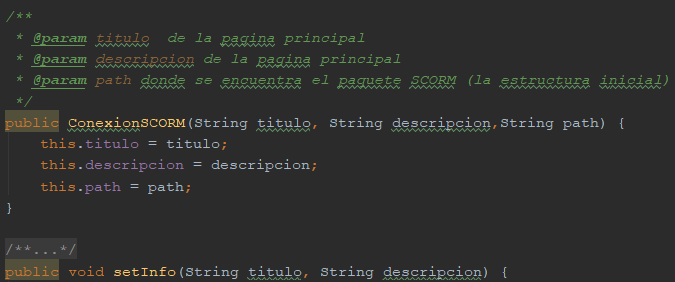 /**
 * @param titulo  de la pagina principal
 * @param descripcion de la pagina principal
 * @param path donde se encuentra el paquete SCORM (la estructura inicial)
 */
public ConexionSCORM(String titulo, String descripcion,String path) {
    this.titulo = titulo;
    this.descripcion = descripcion;
    this.path = path;
}
/**...*/
public void setInfo(String titulo, String descripcion) {